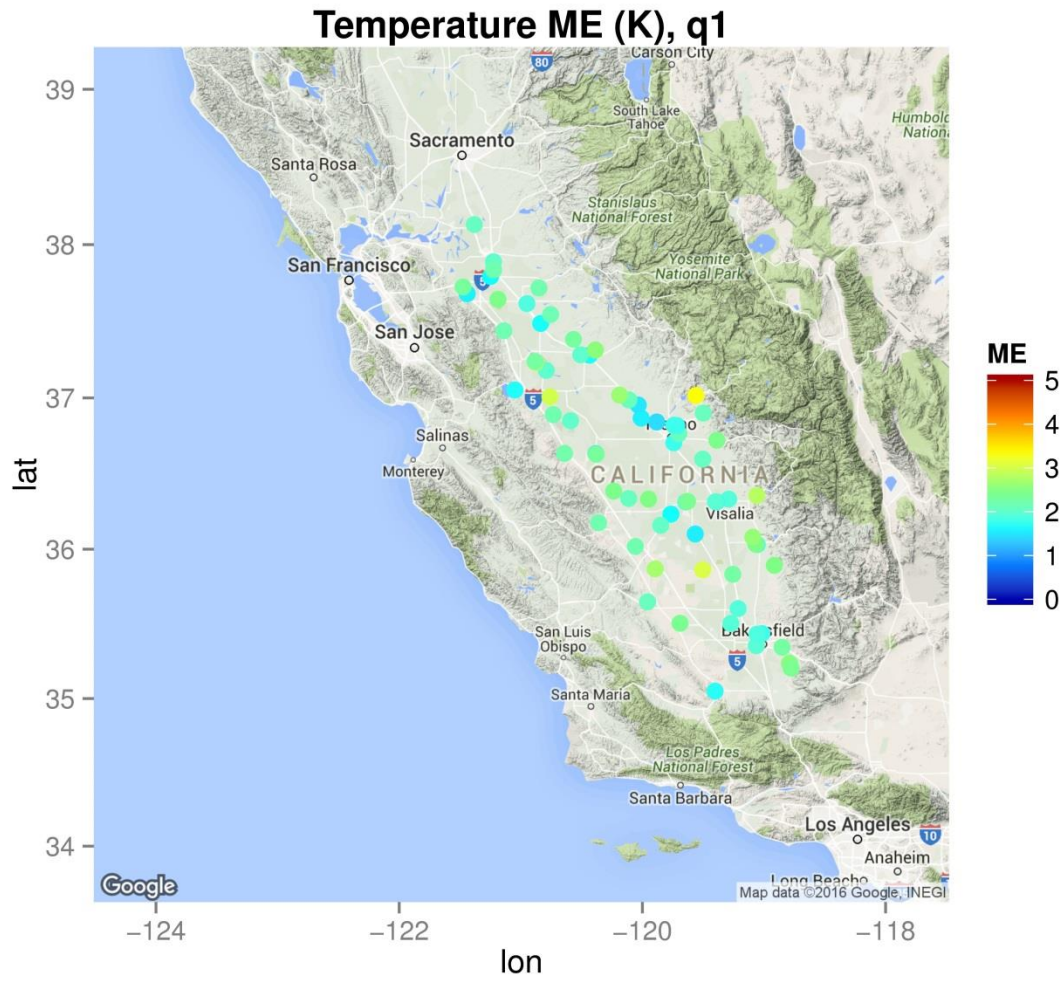 Temperature ME (K), q1
80
Carson City
39
South Lake
Tahoe
Sacramento
Santa Rosa
Stanislaus
National Forest
38
San Francisco
5
Yosemite
National Park
San Jose
ME
5
4
3
2
1
0
37
5
Salinas
Monterey
CALIFORNIA
lat
Visalia
36
San Luis
Obispo
5
35
Santa Maria
Los Padres
National Forest
Santa Barbara
34
Los Angeles
10
Anaheim
Long Beach
Google
Map data ©2016 Google, INEGI
−124
−122
−120
−118
lon